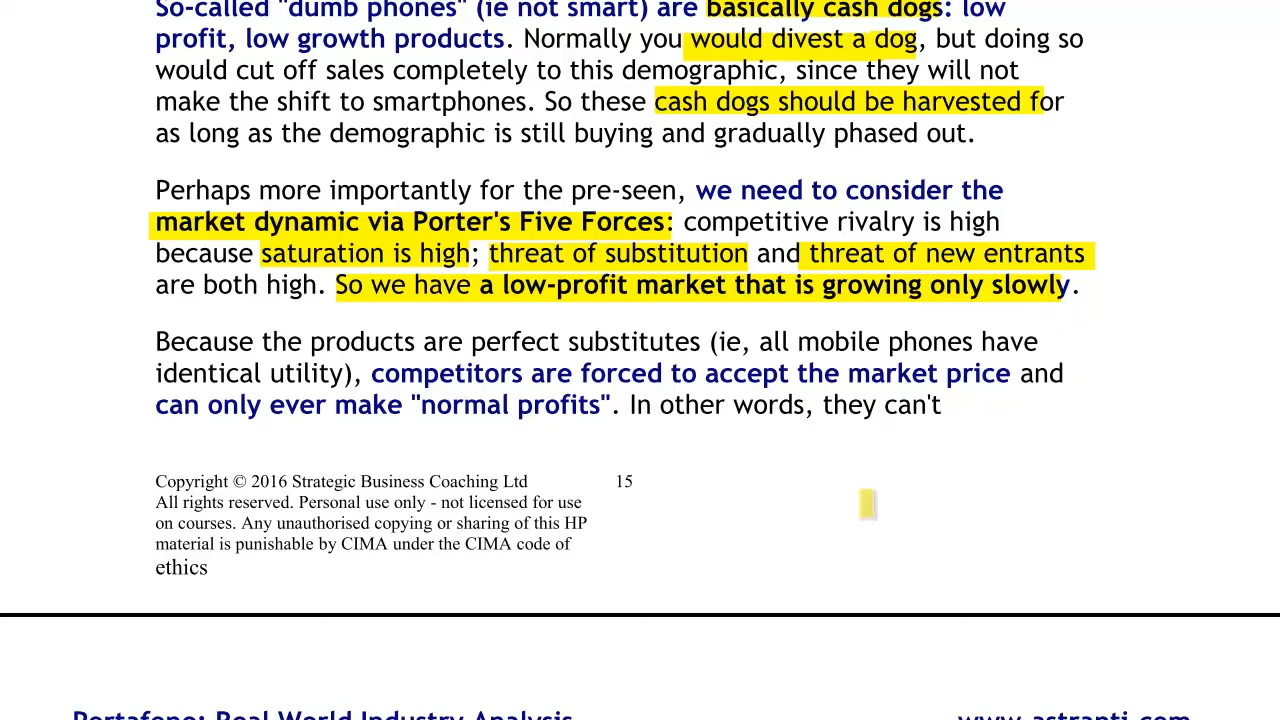 So-called "dumb phones" (ie not smart) are basically cash dogs: low
profit, low growth products. Normally you would divest a dog, but doing so
would cut off sales completely to this demographic, since they will not
make the shift to smartphones. So these cash dogs should be harvested for
as long as the demographic is still buying and gradually phased out.
Perhaps more importantly for the pre-seen, we need to consider the
market dynamic via Porter's Five Forces: competitive rivalry is high
because saturation is high; threat of substitution and threat of new entrants
are both high. So we have a low-profit market that is growing only slowly.
Because the products are perfect substitutes (ie, all mobile phones have
identical utility), competitors are forced to accept the market price and
can only ever make "normal profits". In other words, they can't
Copyright © 2016 Strategic Business Coaching Ltd 15
All rights reserved. Personal use only - not licensed for use
on courses. Any unauthorised copying or sharing of this HP
material is punishable by CIMA under the CIMA code of
ethics
Portafone: Real World Industry Analysis www.astranti.com